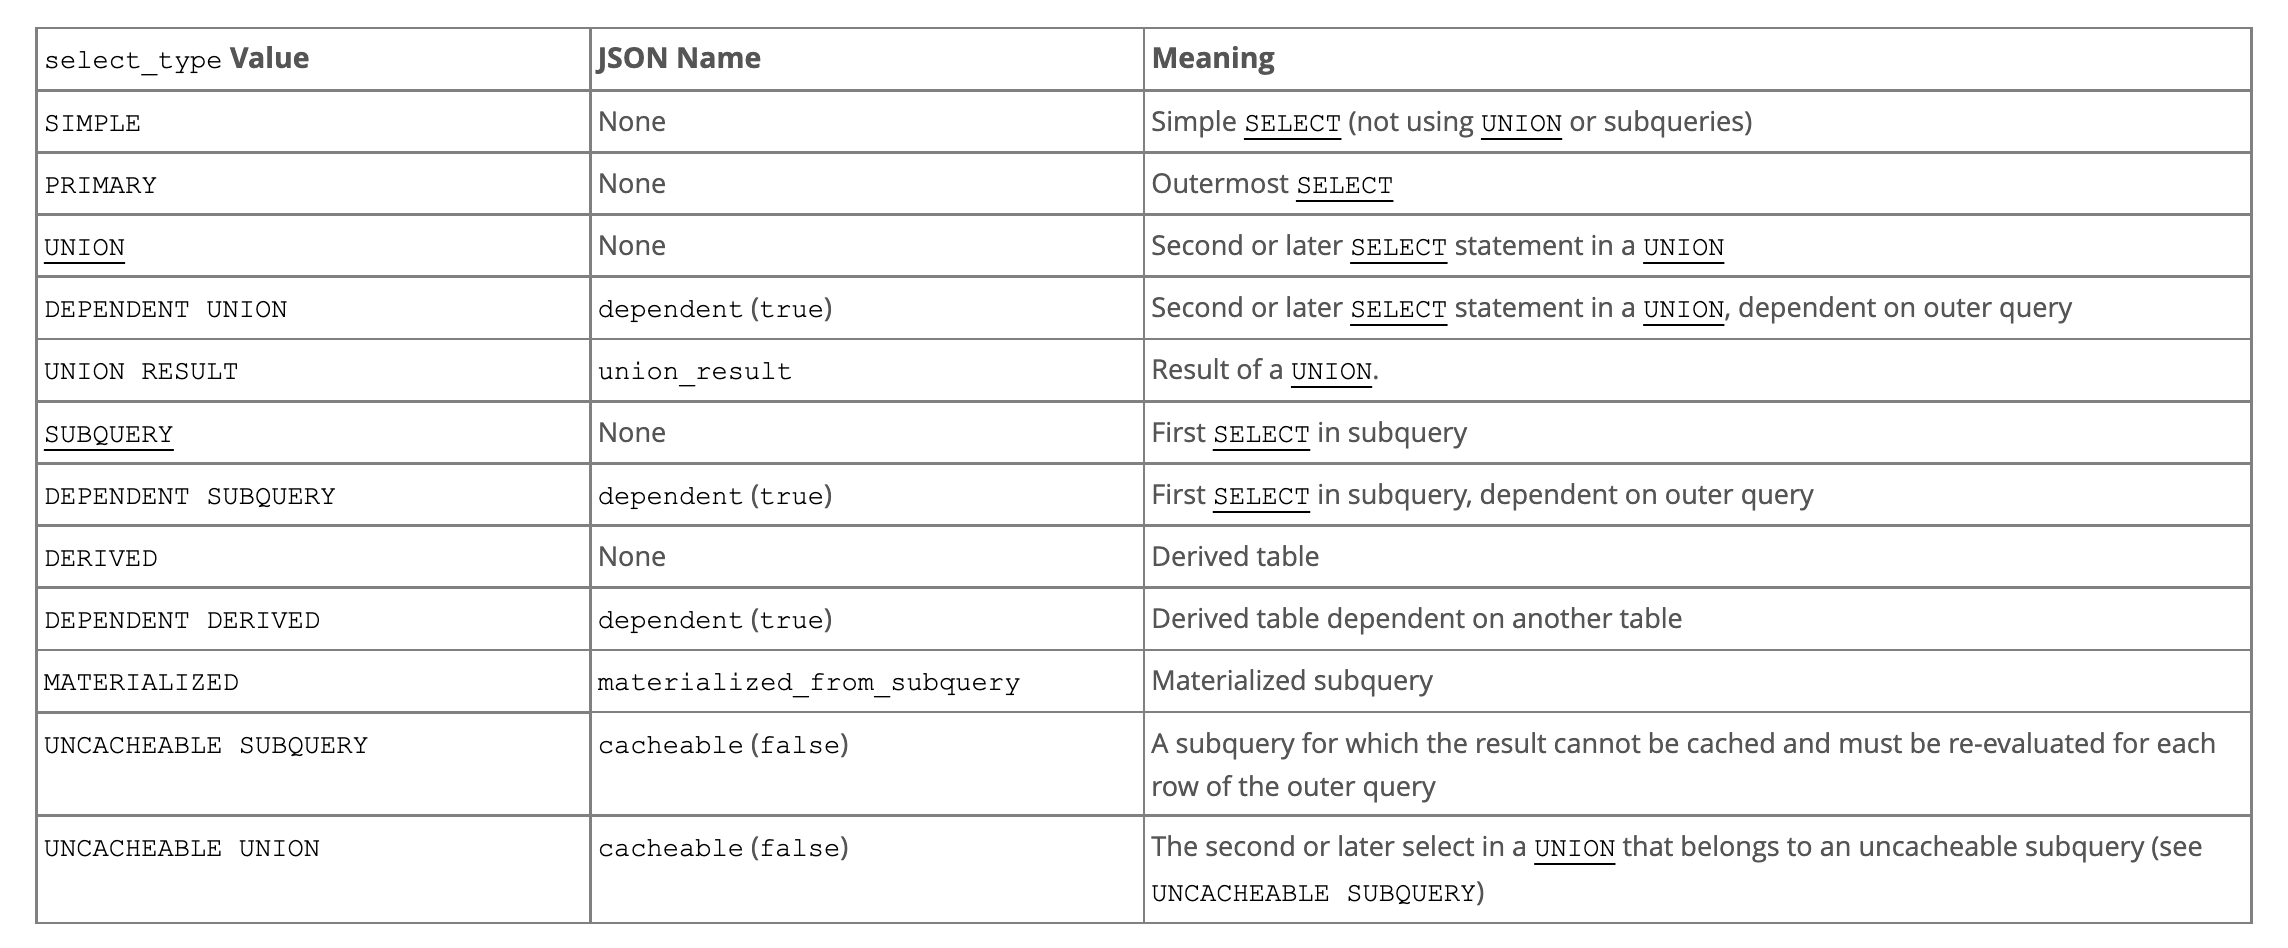 select_type Value JSON Name Meaning
SIMPLE None Simple SELECT (not using UNION or subqueries)
PRIMARY None Outermost SELECT
UNION None Second or later SELECT statement in a UNION
DEPENDENT UNION dependent (true) Second or later SELECT statement in a UNION, dependent on outer query
UNION RESULT union_result Result of a UNION.
SUBQUERY None First SELECT in subquery
DEPENDENT SUBQUERY dependent (true) First SELECT in subquery, dependent on outer query
DERIVED None Derived table
DEPENDENT DERIVED dependent (true) Derived table dependent on another table
MATERIALIZED materialized_from_subquery Materialized subquery
UNCACHEABLE SUBQUERY cacheable (false) A subquery for which the result cannot be cached and must be re-evaluated for each
row of the outer query
UNCACHEABLE UNION cacheable (false) The second or later select in a UNION that belongs to an uncacheable subquery (see
UNCACHEABLE SUBQUERY)